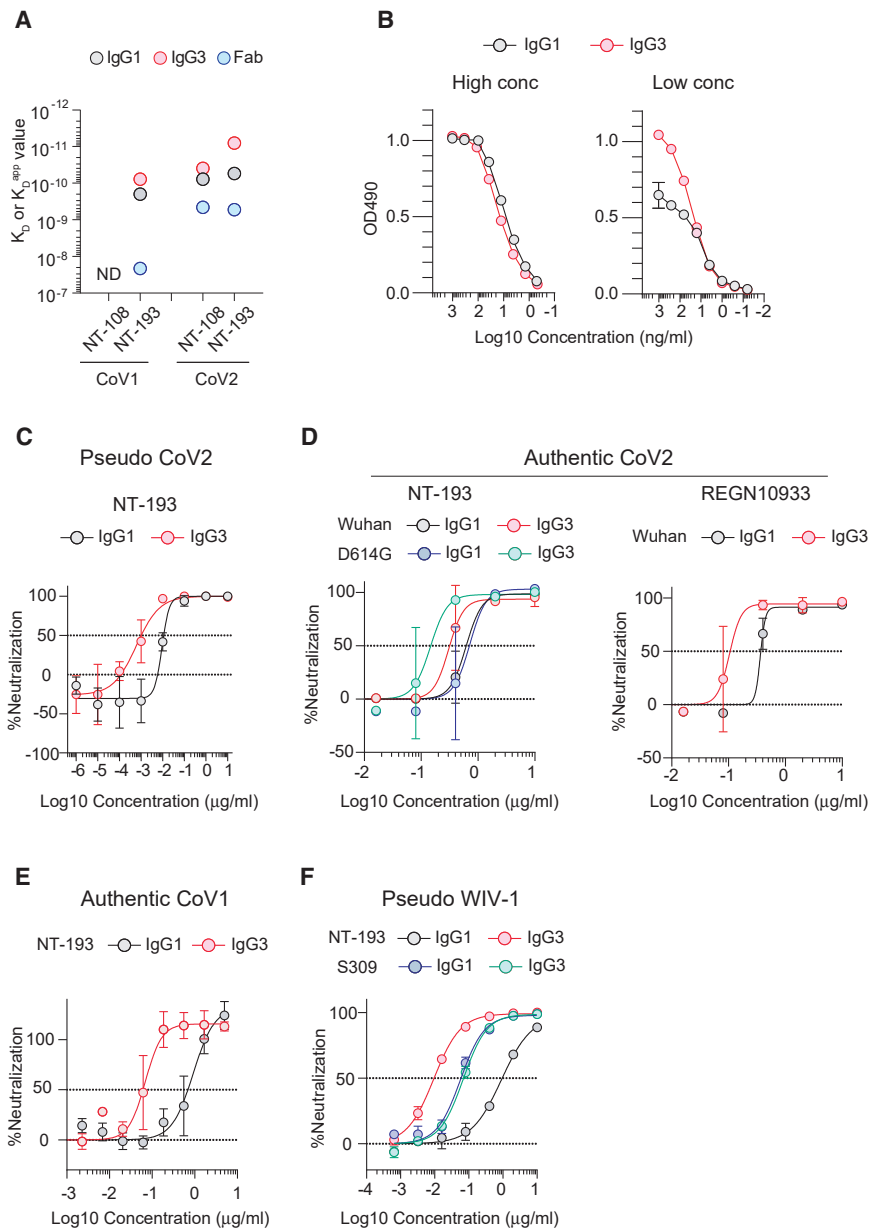 A
IgG1 IgG3 Fab
K_D or K_D^app value
10^-12
10^-11
10^-10
10^-9
10^-8
10^-7
ND
NT-108
NT-193
NT-108
NT-193
CoV1 CoV2
B
IgG1 IgG3
High conc Low conc
OD490
1.0
0.5
0.0
3 2 1 0 -1
1.0
0.5
0.0
3 2 1 0 -1 -2
Log10 Concentration (ng/ml)
C
Pseudo CoV2
NT-193
IgG1 IgG3
%Neutralization
100
50
0
-50
-100
-6 -5 -4 -3 -2 -1 0 1
Log10 Concentration (µg/ml)
D
Authentic CoV2
NT-193
Wuhan IgG1 IgG3
D614G IgG1 IgG3
%Neutralization
100
50
0
-50
-2 -1 0 1
Log10 Concentration (µg/ml)
REGN10933
Wuhan IgG1 IgG3
%Neutralization
100
50
0
-50
-2 -1 0 1
Log10 Concentration (µg/ml)
E
Authentic CoV1
NT-193 IgG1 IgG3
%Neutralization
100
50
0
-3 -2 -1 0 1
Log10 Concentration (µg/ml)
F
Pseudo WIV-1
NT-193 IgG1 IgG3
S309 IgG1 IgG3
%Neutralization
100
50
0
-4 -3 -2 -1 0 1
Log10 Concentration (µg/ml)